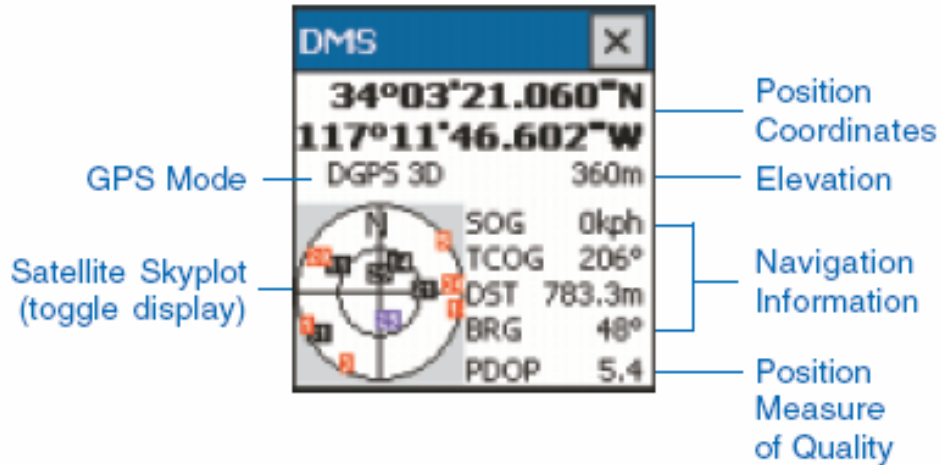 DMS
34°03'21.060"N
117°11'46.602"W
Position
Coordinates
GPS Mode
DGPS 3D
360m
Elevation
Satellite Skyplot
(toggle display)
N
SOG 0kph
TCOG 206°
DST 783.3m
BRG 48°
Navigation
Information
PDOP 5.4
Position
Measure
of Quality